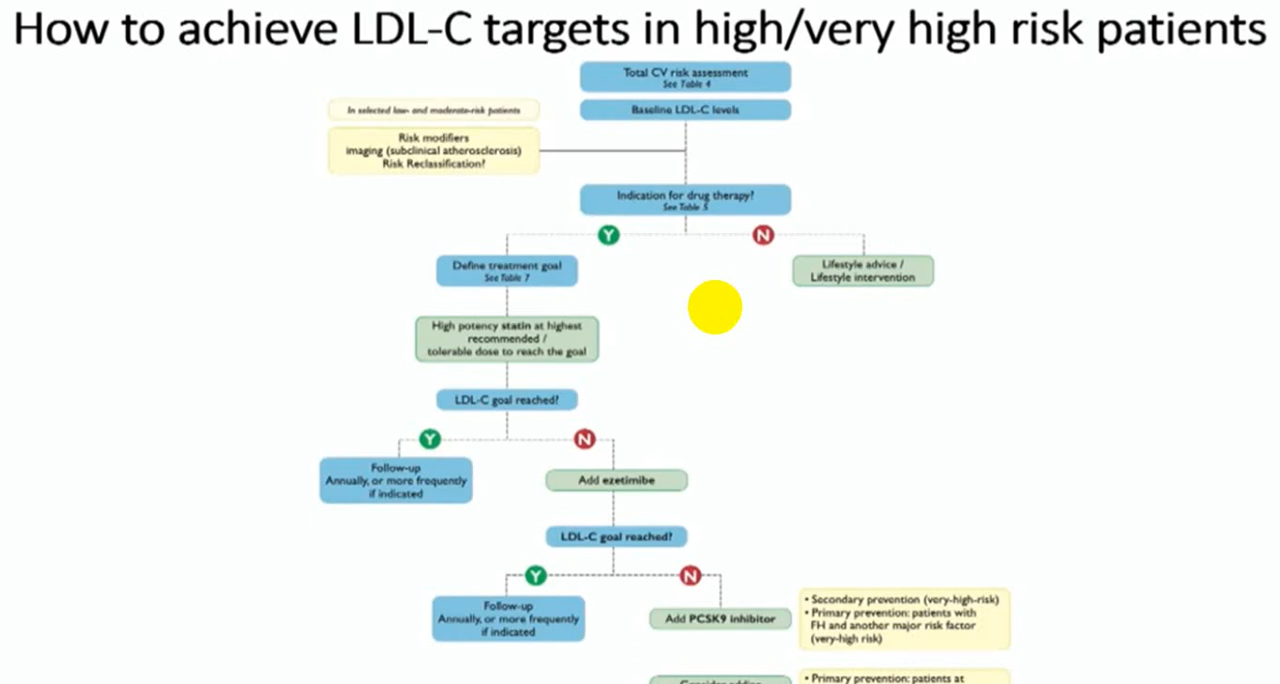 How to achieve LDL-C targets in high/very high risk patients
Total CV risk assessment
See Table 4
In selected low- and moderate-risk patients
Baseline LDL-C levels
Risk modifiers
imaging (subclinical atherosclerosis)
Risk Reclassification?
Indication for drug therapy?
See Table 5
Y
N
Define treatment goal
See Table 7
Lifestyle advice /
Lifestyle intervention
High potency statin at highest
recommended /
tolerable dose to reach the goal
LDL-C goal reached?
Y
N
Follow-up
Annually, or more frequently
if indicated
Add ezetimibe
LDL-C goal reached?
Y
N
Follow-up
Annually, or more frequently
if indicated
Add PCSK9 inhibitor
• Secondary prevention (very-high-risk)
• Primary prevention: patients with
FH and another major risk factor
(very-high risk)
Consider adding
• Primary prevention: patients at